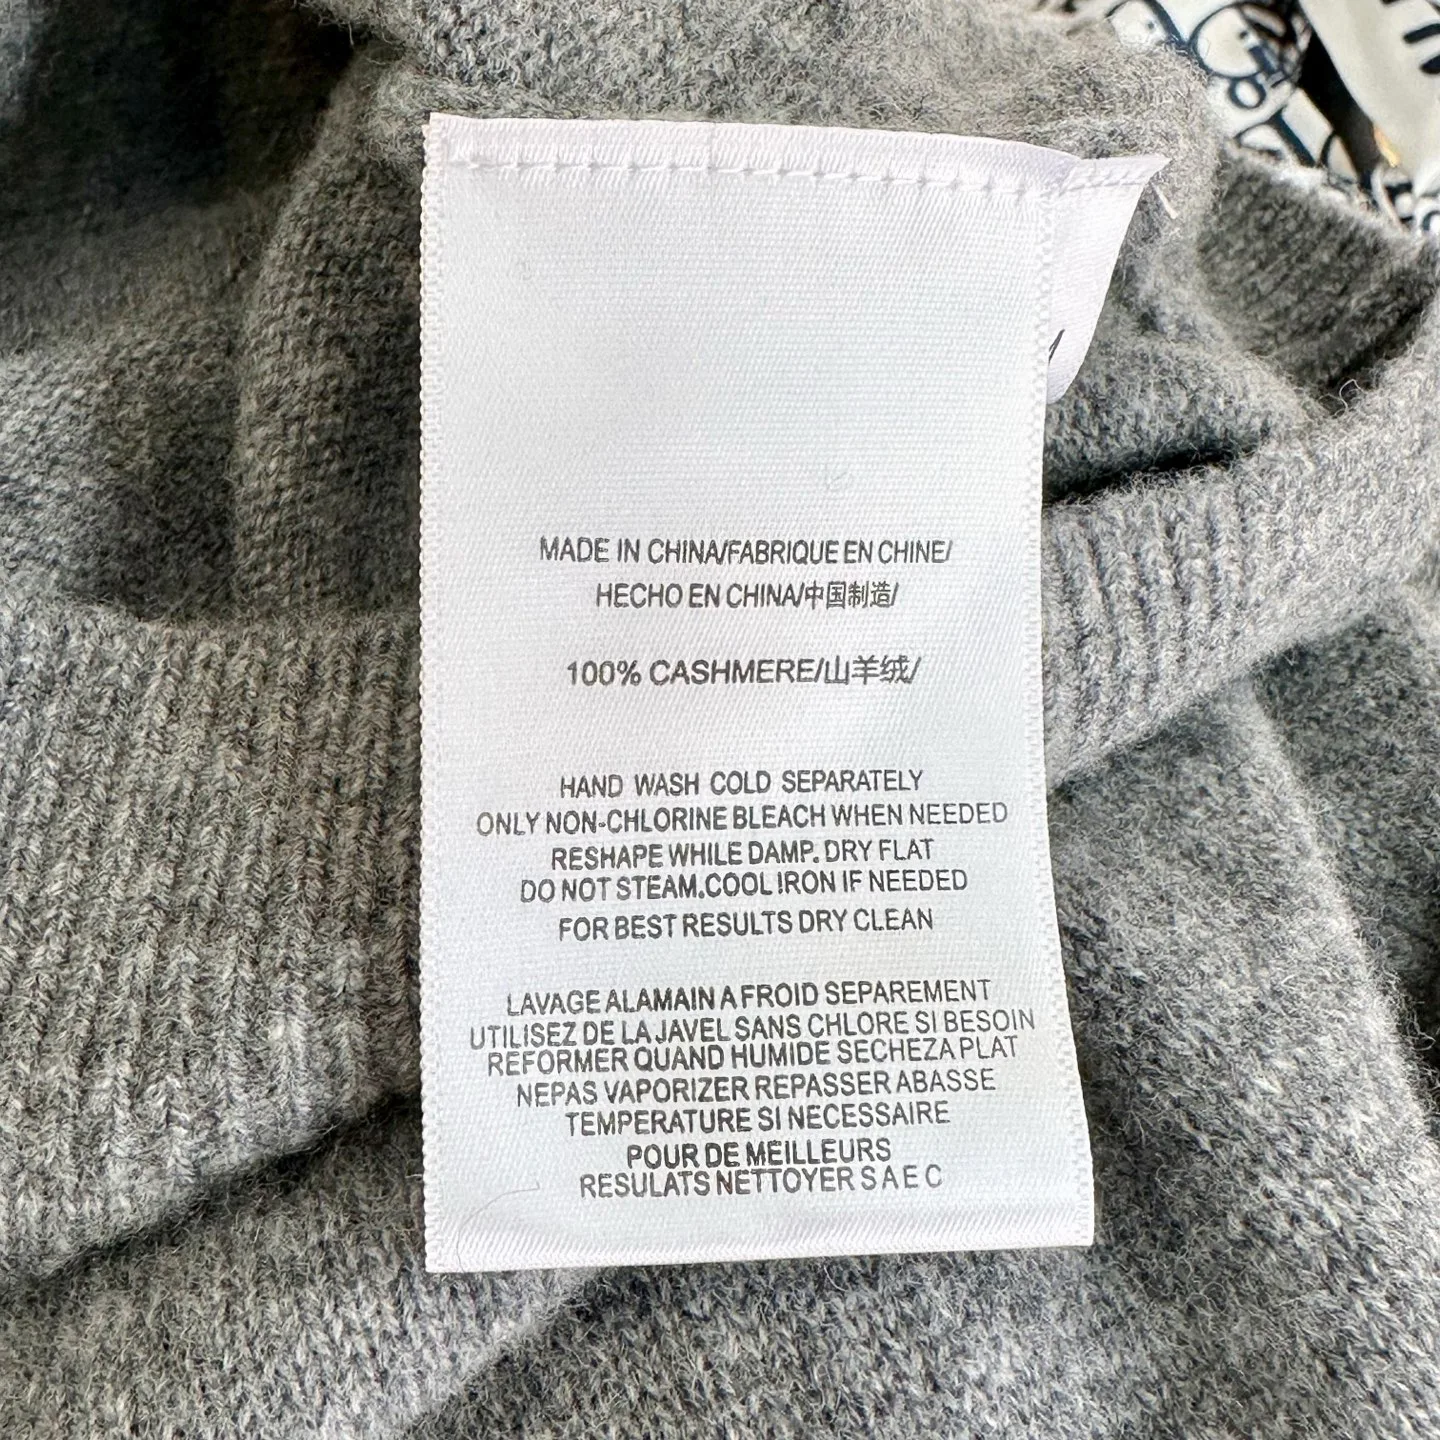 MADE IN CHINA/FABRIQUE EN CHINE/
HECHO EN CHINA/中国制造/
100% CASHMERE/山羊绒/
HAND WASH COLD SEPARATELY
ONLY NON-CHLORINE BLEACH WHEN NEEDED
RESHAPE WHILE DAMP. DRY FLAT
DO NOT STEAM.COOL IRON IF NEEDED
FOR BEST RESULTS DRY CLEAN
LAVAGE ALAMAIN A FROID SEPAREMENT
UTILISEZ DE LA JAVEL SANS CHLORE SI BESOIN
REFORMER QUAND HUMIDE SECHEZ A PLAT
NEPAS VAPORIZER REPASSER ABASSE
TEMPERATURE SI NECESSAIRE
POUR DE MEILLEURS
RESULATS NETTOYER S A E C